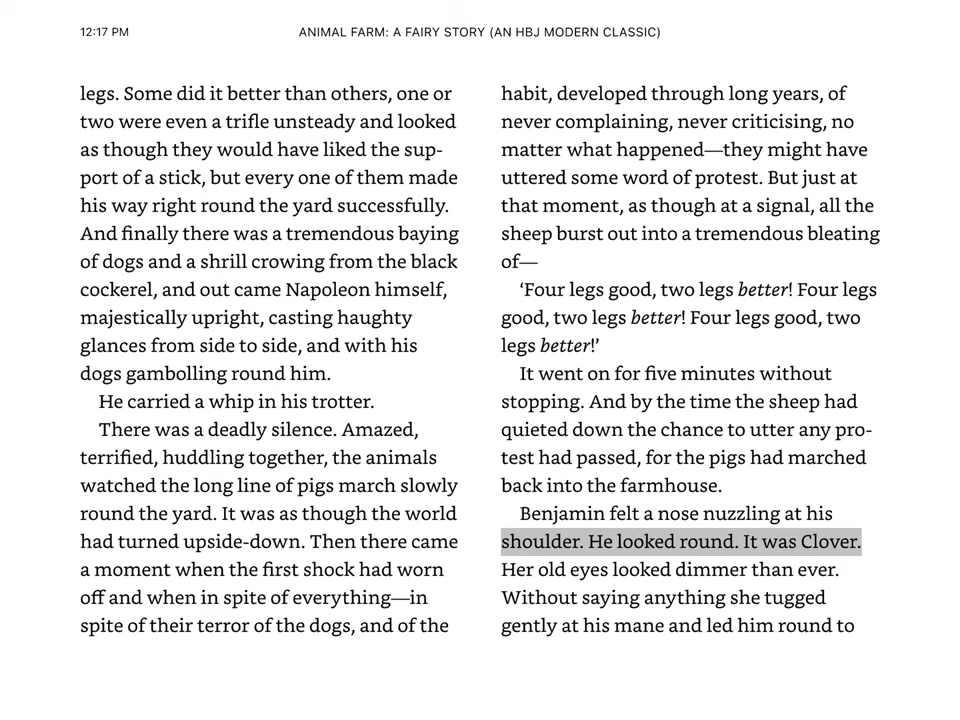 12:17 PM
ANIMAL FARM: A FAIRY STORY (AN HBJ MODERN CLASSIC)
legs. Some did it better than others, one or
two were even a trifle unsteady and looked
as though they would have liked the sup-
port of a stick, but every one of them made
his way right round the yard successfully.
And finally there was a tremendous baying
of dogs and a shrill crowing from the black
cockerel, and out came Napoleon himself,
majestically upright, casting haughty
glances from side to side, and with his
dogs gambolling round him.
He carried a whip in his trotter.
There was a deadly silence. Amazed,
terrified, huddling together, the animals
watched the long line of pigs march slowly
round the yard. It was as though the world
had turned upside-down. Then there came
a moment when the first shock had worn
off and when in spite of everything—in
spite of their terror of the dogs, and of the
habit, developed through long years, of
never complaining, never criticising, no
matter what happened—they might have
uttered some word of protest. But just at
that moment, as though at a signal, all the
sheep burst out into a tremendous bleating
of—
‘Four legs good, two legs better! Four legs
good, two legs better! Four legs good, two
legs better!’
It went on for five minutes without
stopping. And by the time the sheep had
quieted down the chance to utter any pro-
test had passed, for the pigs had marched
back into the farmhouse.
Benjamin felt a nose nuzzling at his
shoulder. He looked round. It was Clover.
Her old eyes looked dimmer than ever.
Without saying anything she tugged
gently at his mane and led him round to